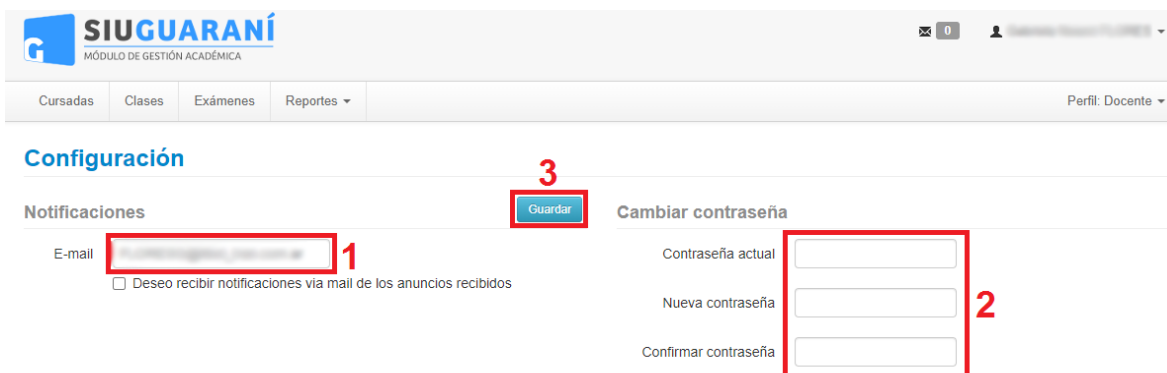 SIUGUARANÍ
G
MÓDULO DE GESTIÓN ACADÉMICA
0
Cursadas Clases Exámenes Reportes
Perfil: Docente
Configuración
3
Notificaciones
Guardar
E-mail
1
Deseo recibir notificaciones via mail de los anuncios recibidos
Cambiar contraseña
Contraseña actual
Nueva contraseña
2
Confirmar contraseña